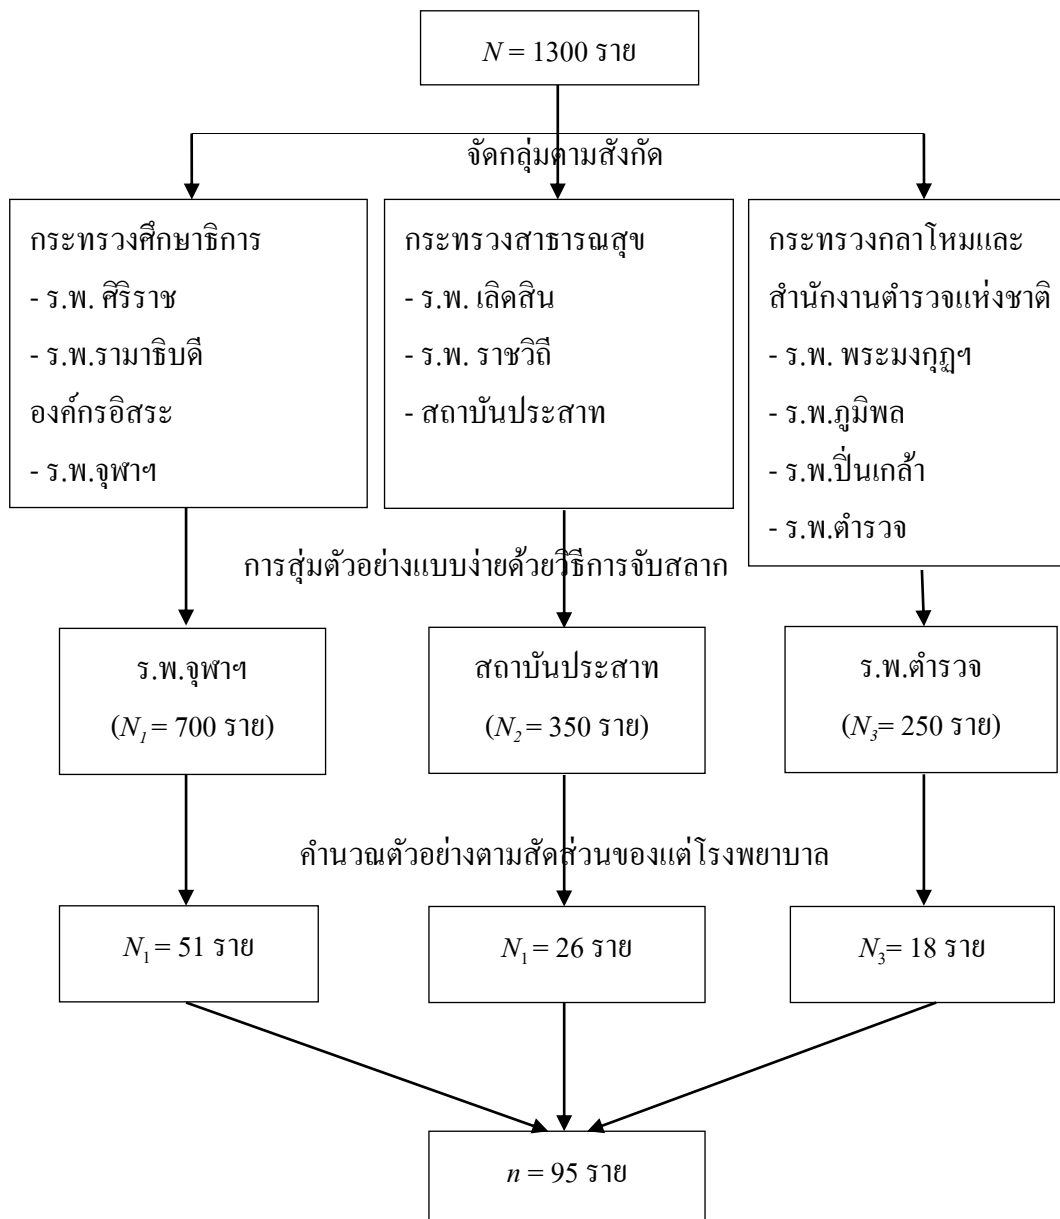 N = 1300 ราย
จัดกลุ่มตามสังกัด
กระทรวงศึกษาธิการ
- ร.พ. ศิริราช
- ร.พ.รามาธิบดี
องค์กรอิสระ
- ร.พ.จุฬาฯ
กระทรวงสาธารณสุข
- ร.พ. เลิดสิน
- ร.พ. ราชวิถี
- สถาบันประสาท
กระทรวงกลาโหมและ
สำนักงานตำรวจแห่งชาติ
- ร.พ. พระมงกุฎฯ
- ร.พ.ภูมิพล
- ร.พ.ปิ่นเกล้า
- ร.พ.ตำรวจ
การสุ่มตัวอย่างแบบง่ายด้วยวิธีการจับสลาก
ร.พ.จุฬาฯ
(N₁ = 700 ราย)
สถาบันประสาท
(N₂ = 350 ราย)
ร.พ.ตำรวจ
(N₃= 250 ราย)
คำนวณตัวอย่างตามสัดส่วนของแต่โรงพยาบาล
N₁ = 51 ราย
N₁ = 26 ราย
N₃= 18 ราย
n = 95 ราย